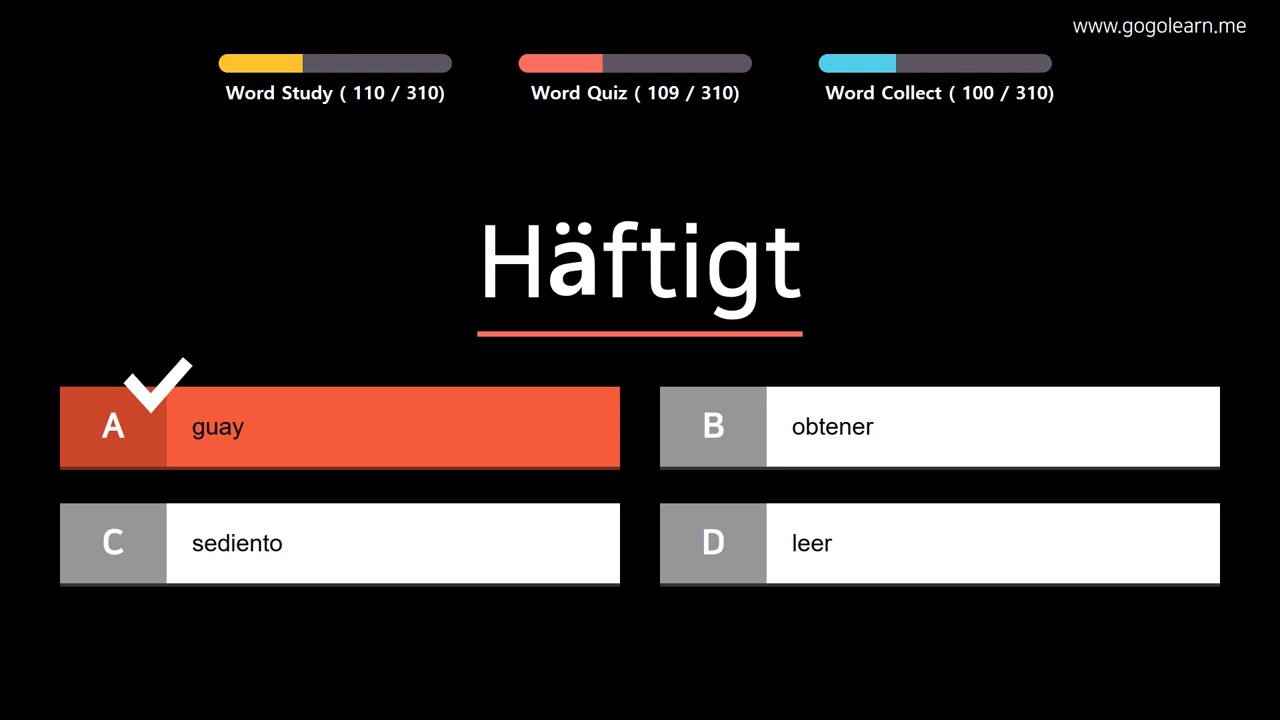 www.gogolearn.me
Word Study ( 110 / 310)
Word Quiz ( 109 / 310)
Word Collect ( 100 / 310)
Häftigt
A guay
B obtener
C sediento
D leer